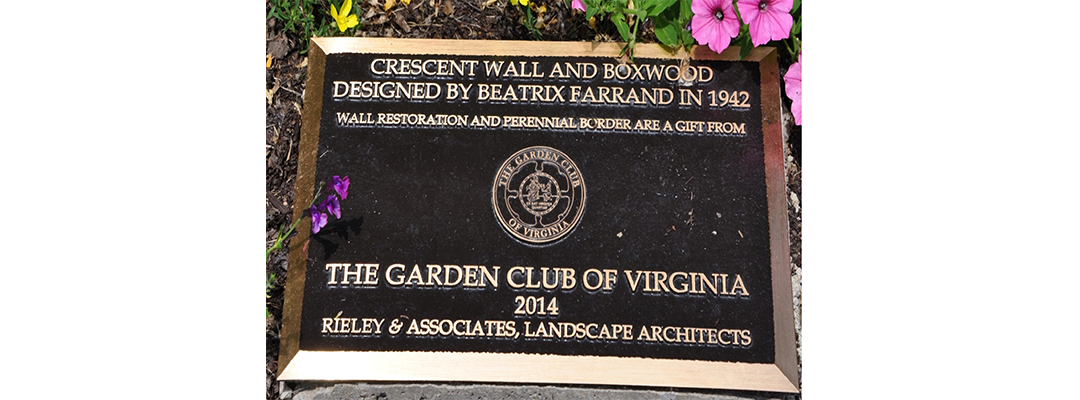 CRESCENT WALL AND BOXWOOD
DESIGNED BY BEATRIX FARRAND IN 1942
WALL RESTORATION AND PERENNIAL BORDER ARE A GIFT FROM
THE GARDEN CLUB
OF VIRGINIA
THE GARDEN CLUB OF VIRGINIA
2014
RIELEY & ASSOCIATES, LANDSCAPE ARCHITECTS